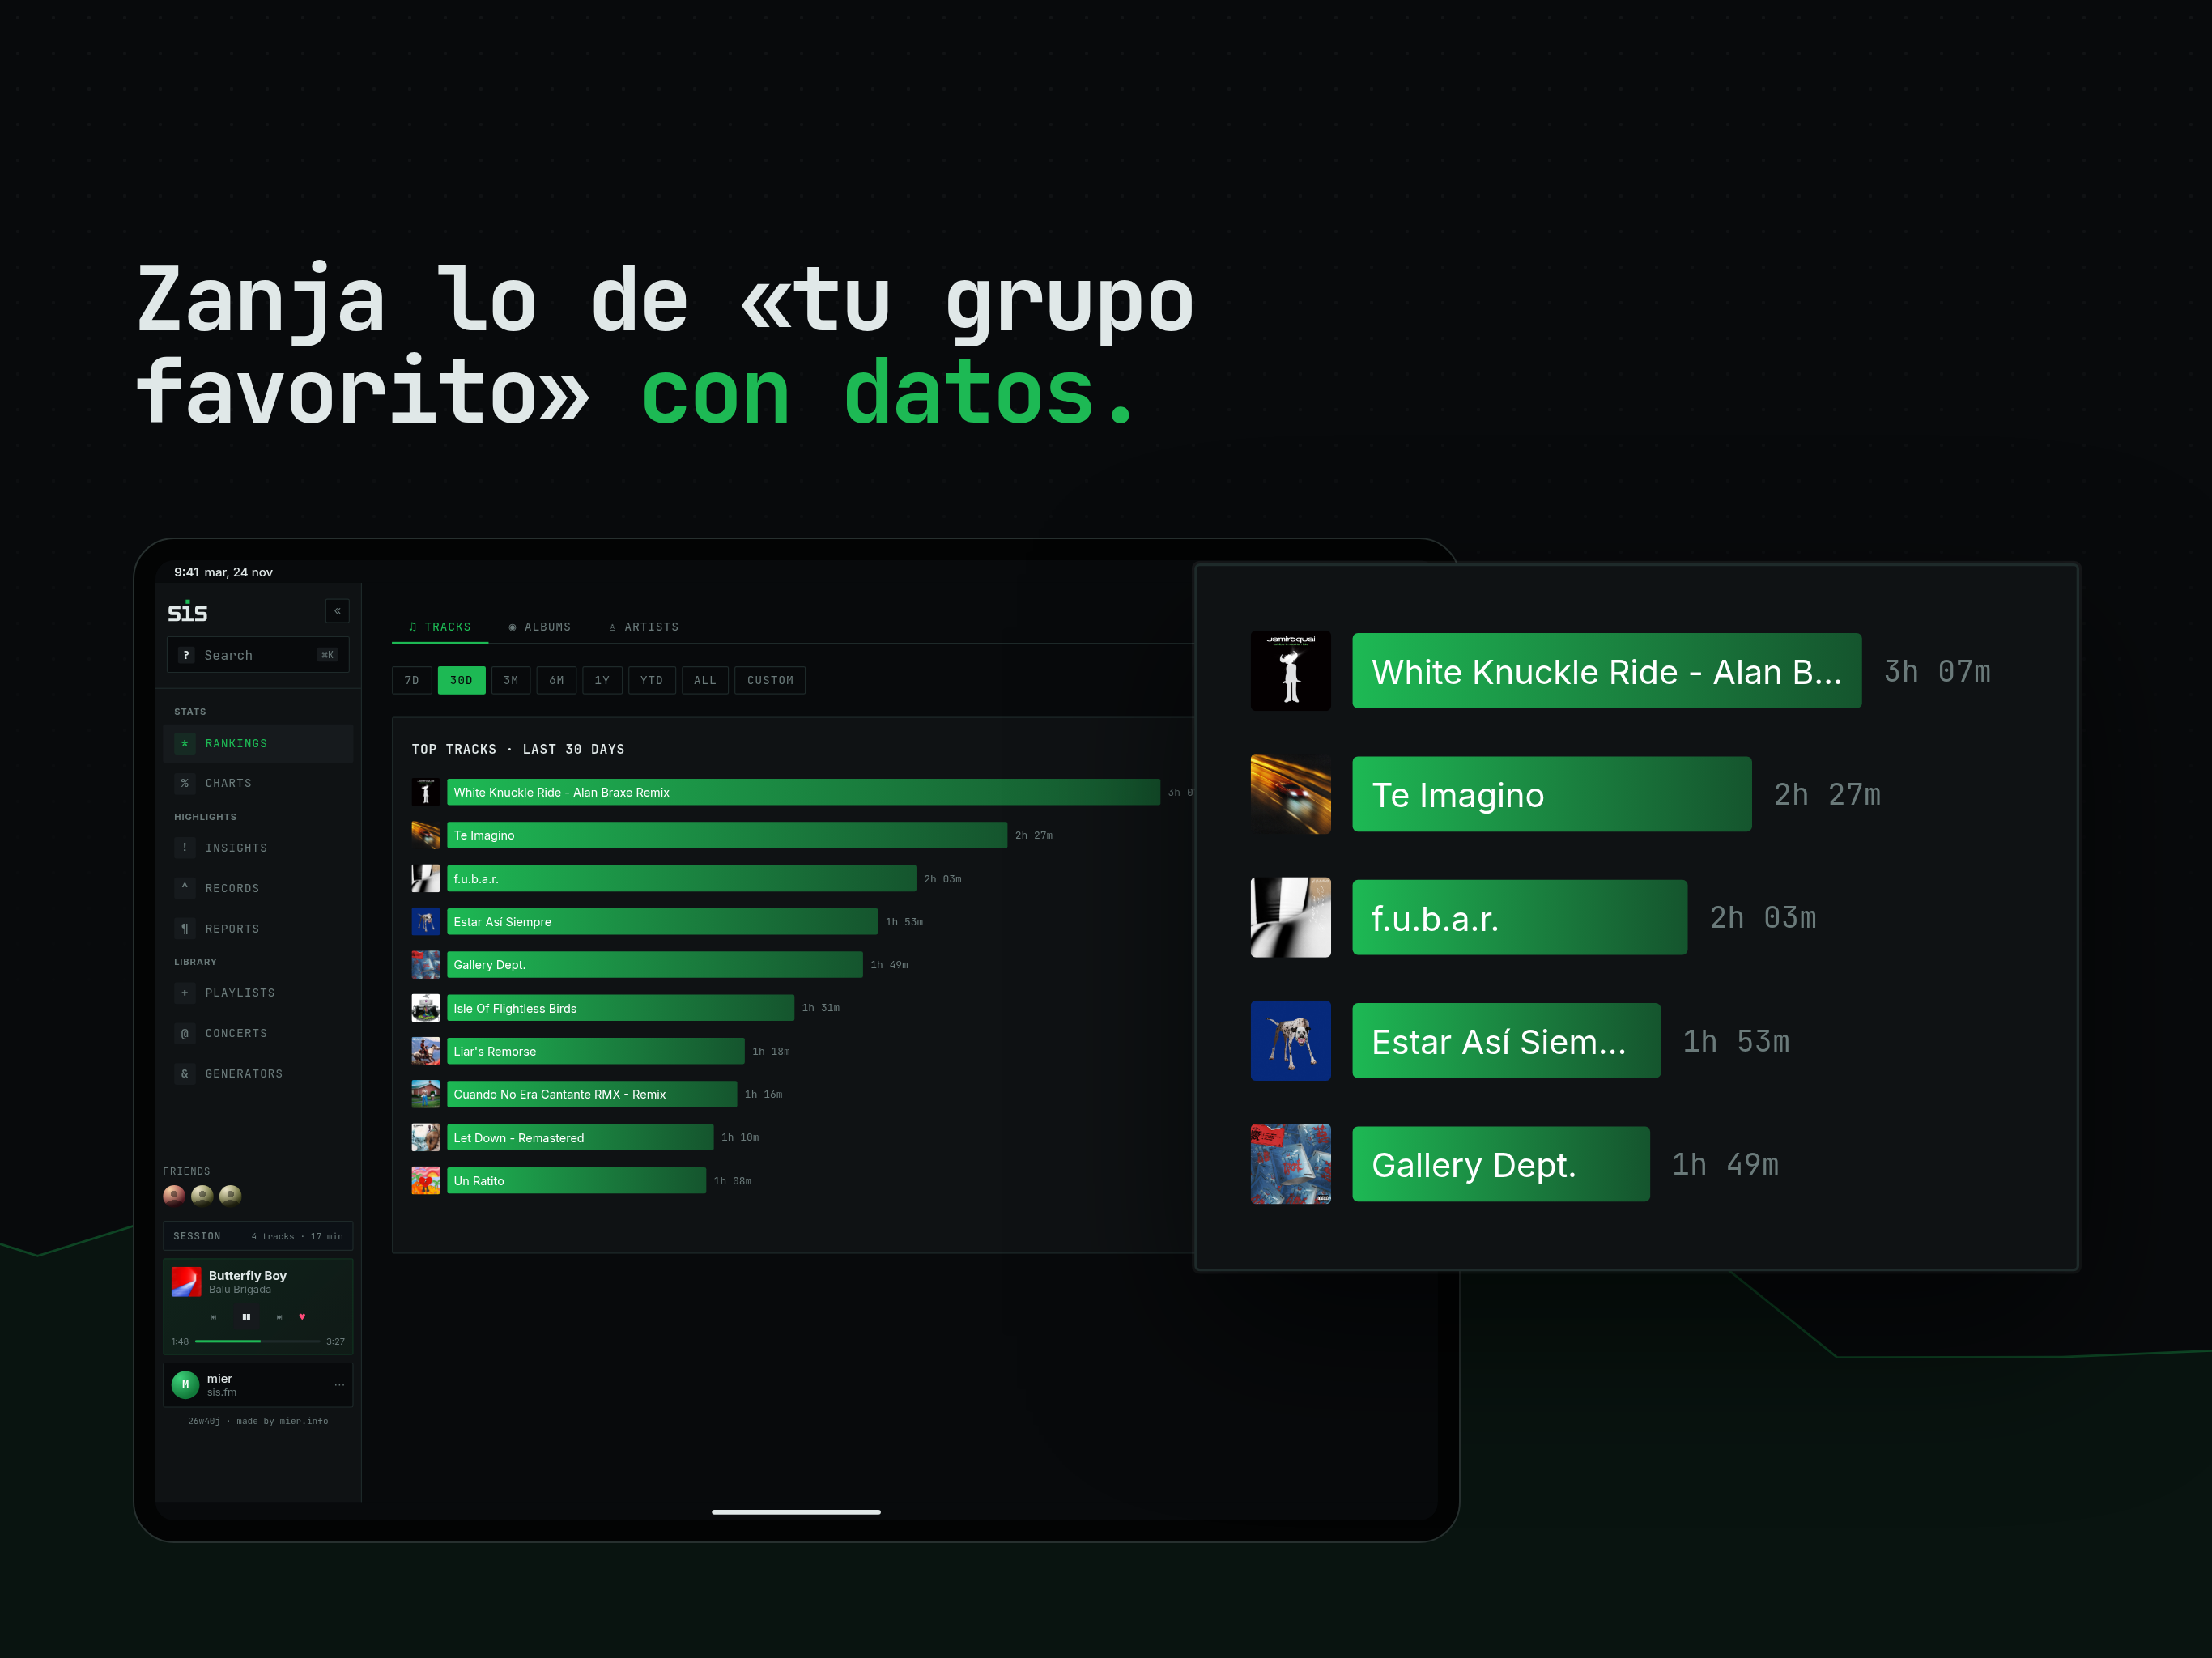 Zanja lo de «tu grupo
favorito» con datos.
9:41 mar, 24 nov
sis
«
? Search ⌘K
STATS
* RANKINGS
% CHARTS
HIGHLIGHTS
! INSIGHTS
^ RECORDS
¶ REPORTS
LIBRARY
+ PLAYLISTS
@ CONCERTS
& GENERATORS
FRIENDS
SESSION 4 tracks · 17 min
Butterfly Boy
Balu Brigada
1:48 3:27
M mier
sis.fm
...
26w40j · made by mier.info
♫ TRACKS ◉ ALBUMS ♙ ARTISTS
7D 30D 3M 6M 1Y YTD ALL CUSTOM
TOP TRACKS · LAST 30 DAYS
White Knuckle Ride - Alan Braxe Remix 3h 0
Te Imagino 2h 27m
f.u.b.a.r. 2h 03m
Estar Así Siempre 1h 53m
Gallery Dept. 1h 49m
Isle Of Flightless Birds 1h 31m
Liar's Remorse 1h 18m
Cuando No Era Cantante RMX - Remix 1h 16m
Let Down - Remastered 1h 10m
Un Ratito 1h 08m
Jamiroquai
White Knuckle Ride - Alan B... 3h 07m
Te Imagino 2h 27m
f.u.b.a.r. 2h 03m
Estar Así Siem... 1h 53m
Gallery Dept. 1h 49m